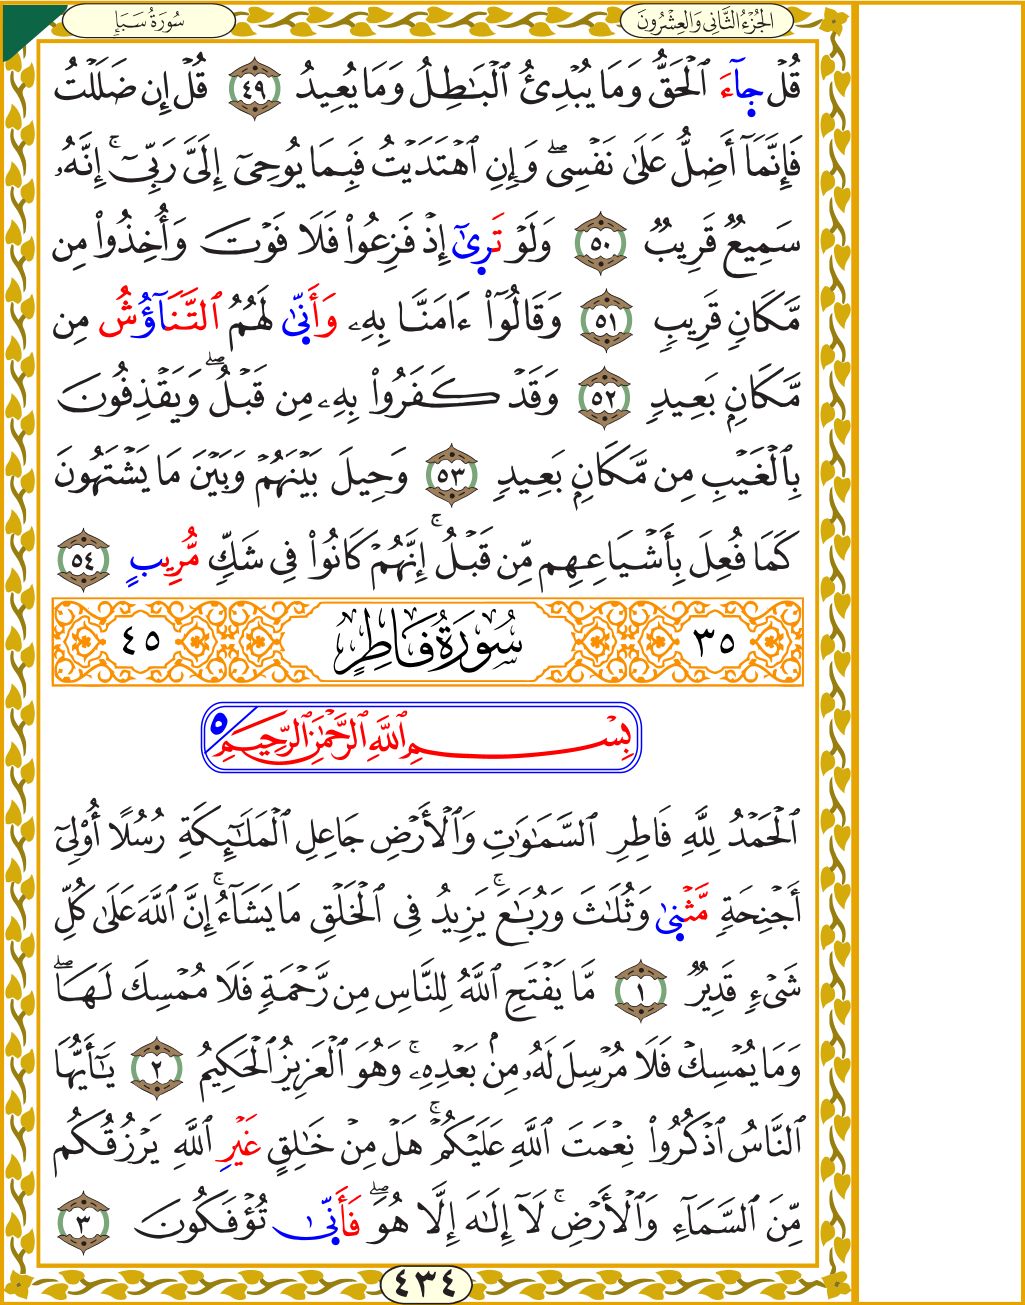 الجُزْءُ الثَّانِى وَالعِشْرُونَ
سُورَةُ سَبَإٍ
قُلْ جَآءَ ٱلْحَقُّ وَمَا يُبْدِئُ ٱلْبَـٰطِلُ وَمَا يُعِيدُ ٤٩ قُلْ إِن ضَلَلْتُ
فَإِنَّمَآ أَضِلُّ عَلَىٰ نَفْسِىۖ وَإِنِ ٱهْتَدَيْتُ فَبِمَا يُوحِىٓ إِلَىَّ رَبِّىٓۚ إِنَّهُۥ
سَمِيعٌ قَرِيبٌ ٥٠ وَلَوْ تَرِىٰٓ إِذْ فَزِعُوا۟ فَلَا فَوْتَ وَأُخِذُوا۟ مِن
مَّكَانٍ قَرِيبٍ ٥١ وَقَالُوٓا۟ ءَامَنَّا بِهِۦ وَأَنِّىٰ لَهُمُ ٱلتَّنَآؤُشُ مِن
مَّكَانٍۭ بَعِيدٍ ٥٢ وَقَدْ كَفَرُوا۟ بِهِۦ مِن قَبْلُۖ وَيَقْذِفُونَ
بِٱلْغَيْبِ مِن مَّكَانٍۭ بَعِيدٍ ٥٣ وَحِيلَ بَيْنَهُمْ وَبَيْنَ مَا يَشْتَهُونَ
كَمَا فُعِلَ بِأَشْيَاعِهِم مِّن قَبْلُۚ إِنَّهُمْ كَانُوا۟ فِى شَكٍّ مُّرِيبٍ ٥٤
٣٥ سُورَةُ فَاطِرٍ ٤٥
بِسْمِ ٱللَّهِ ٱلرَّحْمَـٰنِ ٱلرَّحِيمِ ٥
ٱلْحَمْدُ لِلَّهِ فَاطِرِ ٱلسَّمَـٰوَٰتِ وَٱلْأَرْضِ جَاعِلِ ٱلْمَلَـٰٓئِكَةِ رُسُلًا أُو۟لِىٓ
أَجْنِحَةٍ مَّثْنِىٰ وَثُلَـٰثَ وَرُبَـٰعَۚ يَزِيدُ فِى ٱلْخَلْقِ مَا يَشَآءُۚ إِنَّ ٱللَّهَ عَلَىٰ كُلِّ
شَىْءٍ قَدِيرٌ ١ مَّا يَفْتَحِ ٱللَّهُ لِلنَّاسِ مِن رَّحْمَةٍ فَلَا مُمْسِكَ لَهَاۖ
وَمَا يُمْسِكْ فَلَا مُرْسِلَ لَهُۥ مِنۢ بَعْدِهِۦۚ وَهُوَ ٱلْعَزِيزُ ٱلْحَكِيمُ ٢ يَـٰٓأَيُّهَا
ٱلنَّاسُ ٱذْكُرُوا۟ نِعْمَتَ ٱللَّهِ عَلَيْكُمْۚ هَلْ مِنْ خَـٰلِقٍ غَيْرِ ٱللَّهِ يَرْزُقُكُم
مِّنَ ٱلسَّمَآءِ وَٱلْأَرْضِۚ لَآ إِلَـٰهَ إِلَّا هُوَۖ فَأَنِّىٰ تُؤْفَكُونَ ٣
٤٣٤